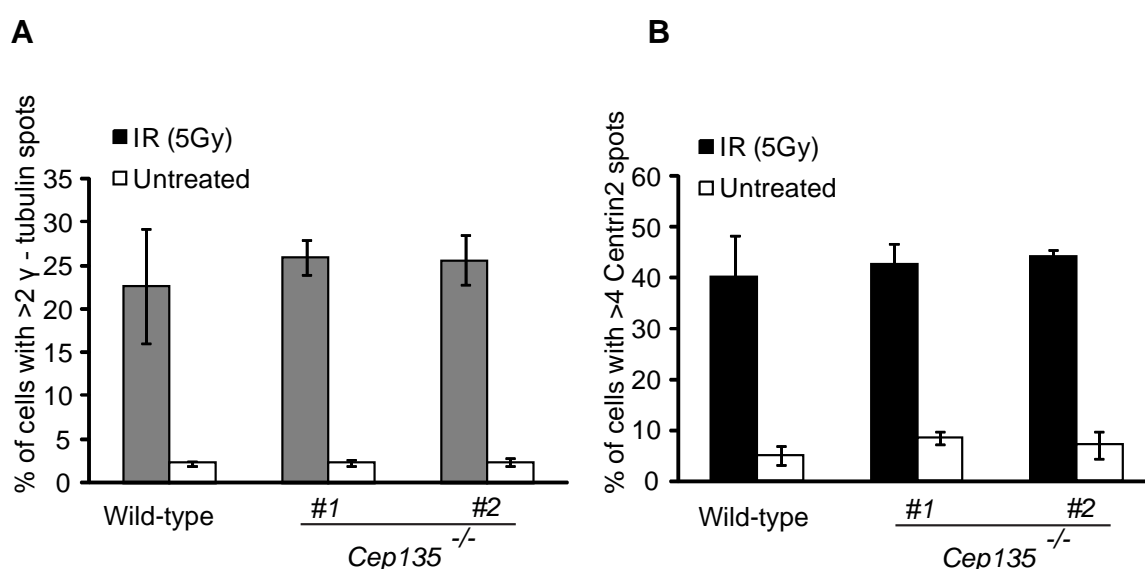 A
% of cells with >2 γ - tubulin spots
IR (5Gy)
Untreated
35
30
25
20
15
10
5
0
Wild-type
#1
#2
Cep135 -/-
B
% of cells with >4 Centrin2 spots
IR (5Gy)
Untreated
60
50
40
30
20
10
0
Wild-type
#1
#2
Cep135 -/-